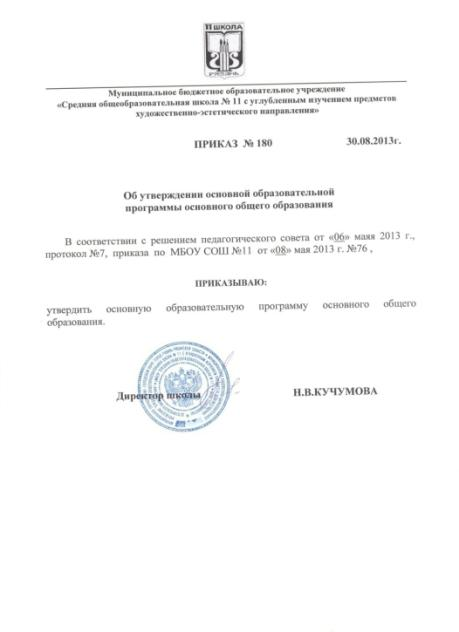 11 ШКОЛА
РЯЗАНЬ
Муниципальное бюджетное образовательное учреждение
«Средняя общеобразовательная школа № 11 с углубленным изучением предметов
художественно-эстетического направления»
ПРИКАЗ № 180 30.08.2013г.
Об утверждении основной образовательной
программы основного общего образования
В соответствии с решением педагогического совета от «06» маяя 2013 г.,
протокол №7, приказа по МБОУ СОШ №11 от «08» мая 2013 г. №76 ,
ПРИКАЗЫВАЮ:
утвердить основную образовательную программу основного общего
образования.
Директор школы Н.В.КУЧУМОВА